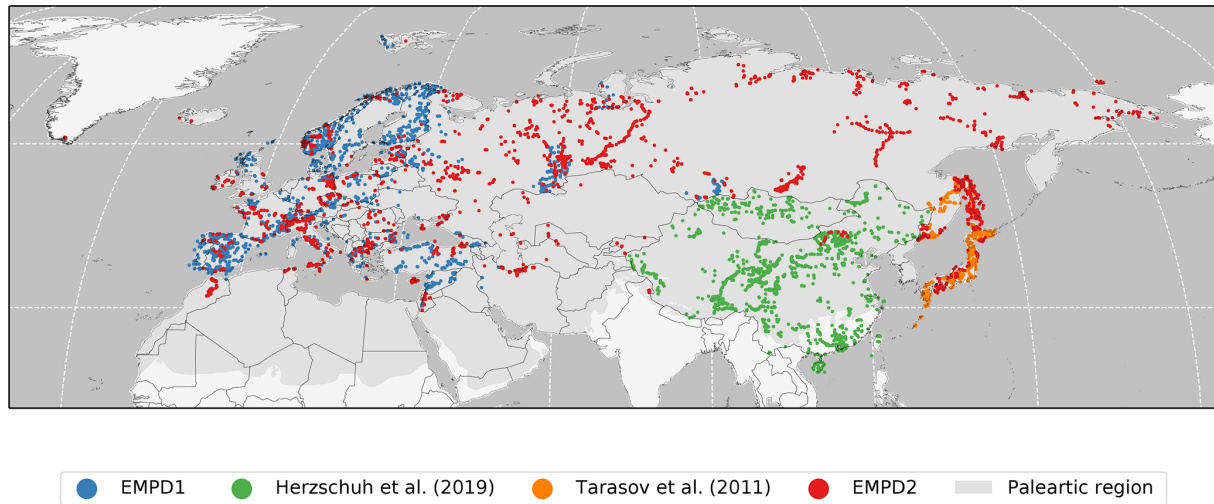 EMPD1 Herzschuh et al. (2019) Tarasov et al. (2011) EMPD2 Paleartic region